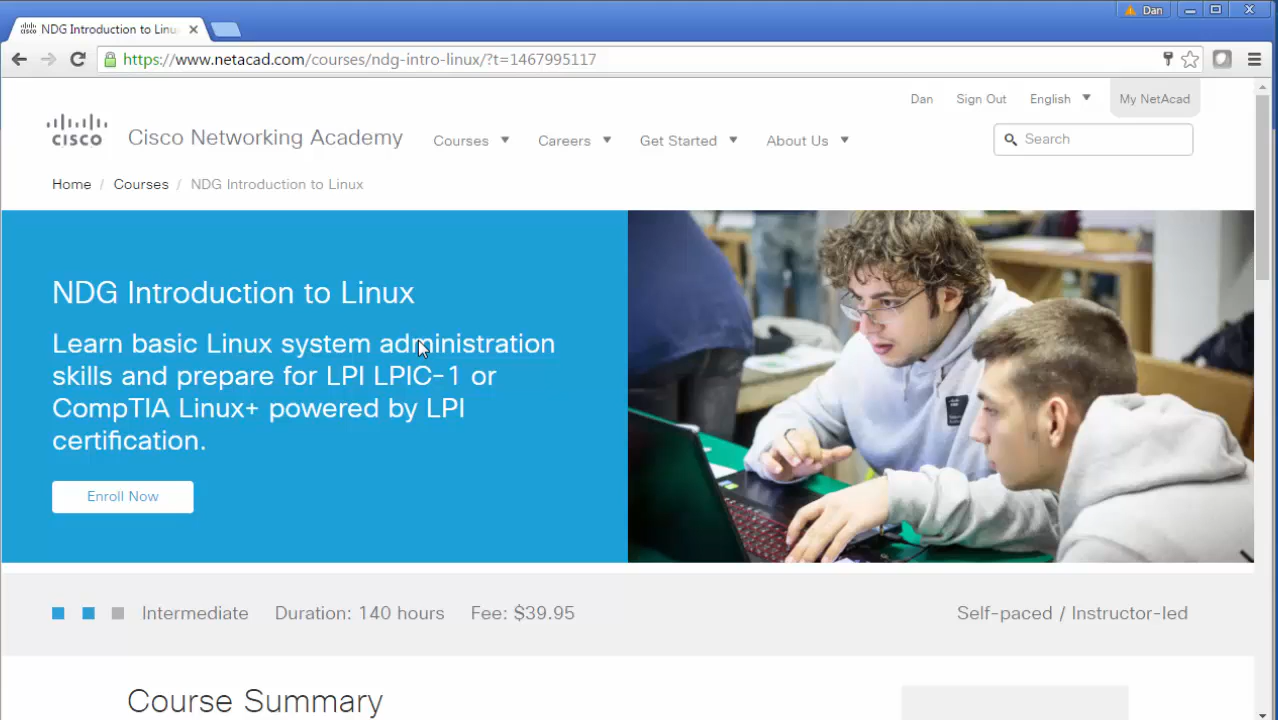 Dan
NDG Introduction to Linu
https://www.netacad.com/courses/ndg-intro-linux/?t=1467995117
Dan Sign Out English My NetAcad
CISCO Cisco Networking Academy Courses Careers Get Started About Us Search
Home / Courses / NDG Introduction to Linux
NDG Introduction to Linux
Learn basic Linux system administration
skills and prepare for LPI LPIC-1 or
CompTIA Linux+ powered by LPI
certification.
Enroll Now
Intermediate Duration: 140 hours Fee: $39.95 Self-paced / Instructor-led
Course Summary